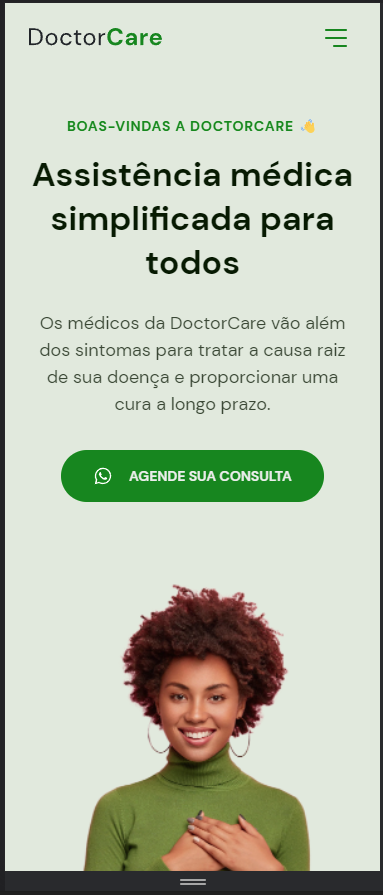 DoctorCare
BOAS-VINDAS A DOCTORCARE 👋
Assistência médica
simplificada para
todos
Os médicos da DoctorCare vão além
dos sintomas para tratar a causa raiz
de sua doença e proporcionar uma
cura a longo prazo.
AGENDE SUA CONSULTA